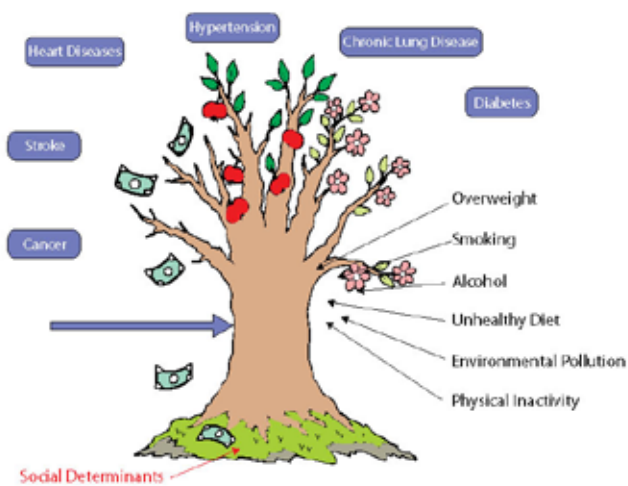 Hypertension
Heart Diseases
Chronic Lung Disease
Diabetes
Stroke
Overweight
Smoking
Cancer
Alcohol
Unhealthy Diet
Environmental Pollution
Physical Inactivity
Social Determinants